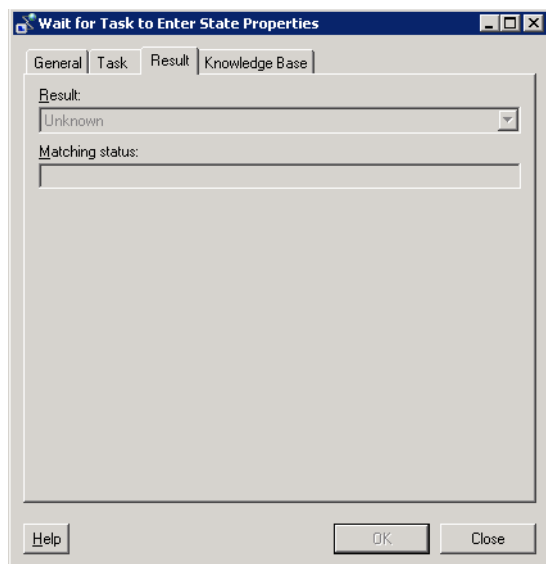 Wait for Task to Enter State Properties
General Task Result Knowledge Base
Result:
Unknown
Matching status:
Help OK Close